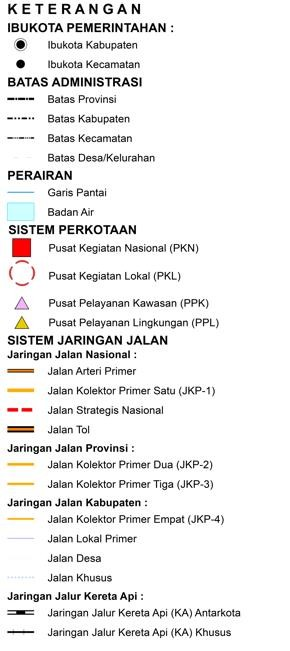 KETERANGAN
IBUKOTA PEMERINTAHAN :
Ibukota Kabupaten
Ibukota Kecamatan
BATAS ADMINISTRASI
Batas Provinsi
Batas Kabupaten
Batas Kecamatan
Batas Desa/Kelurahan
PERAIRAN
Garis Pantai
Badan Air
SISTEM PERKOTAAN
Pusat Kegiatan Nasional (PKN)
Pusat Kegiatan Lokal (PKL)
Pusat Pelayanan Kawasan (PPK)
Pusat Pelayanan Lingkungan (PPL)
SISTEM JARINGAN JALAN
Jaringan Jalan Nasional :
Jalan Arteri Primer
Jalan Kolektor Primer Satu (JKP-1)
Jalan Strategis Nasional
Jalan Tol
Jaringan Jalan Provinsi :
Jalan Kolektor Primer Dua (JKP-2)
Jalan Kolektor Primer Tiga (JKP-3)
Jaringan Jalan Kabupaten :
Jalan Kolektor Primer Empat (JKP-4)
Jalan Lokal Primer
Jalan Desa
Jalan Khusus
Jaringan Jalur Kereta Api :
Jaringan Jalur Kereta Api (KA) Antarkota
Jaringan Jalur Kereta Api (KA) Khusus